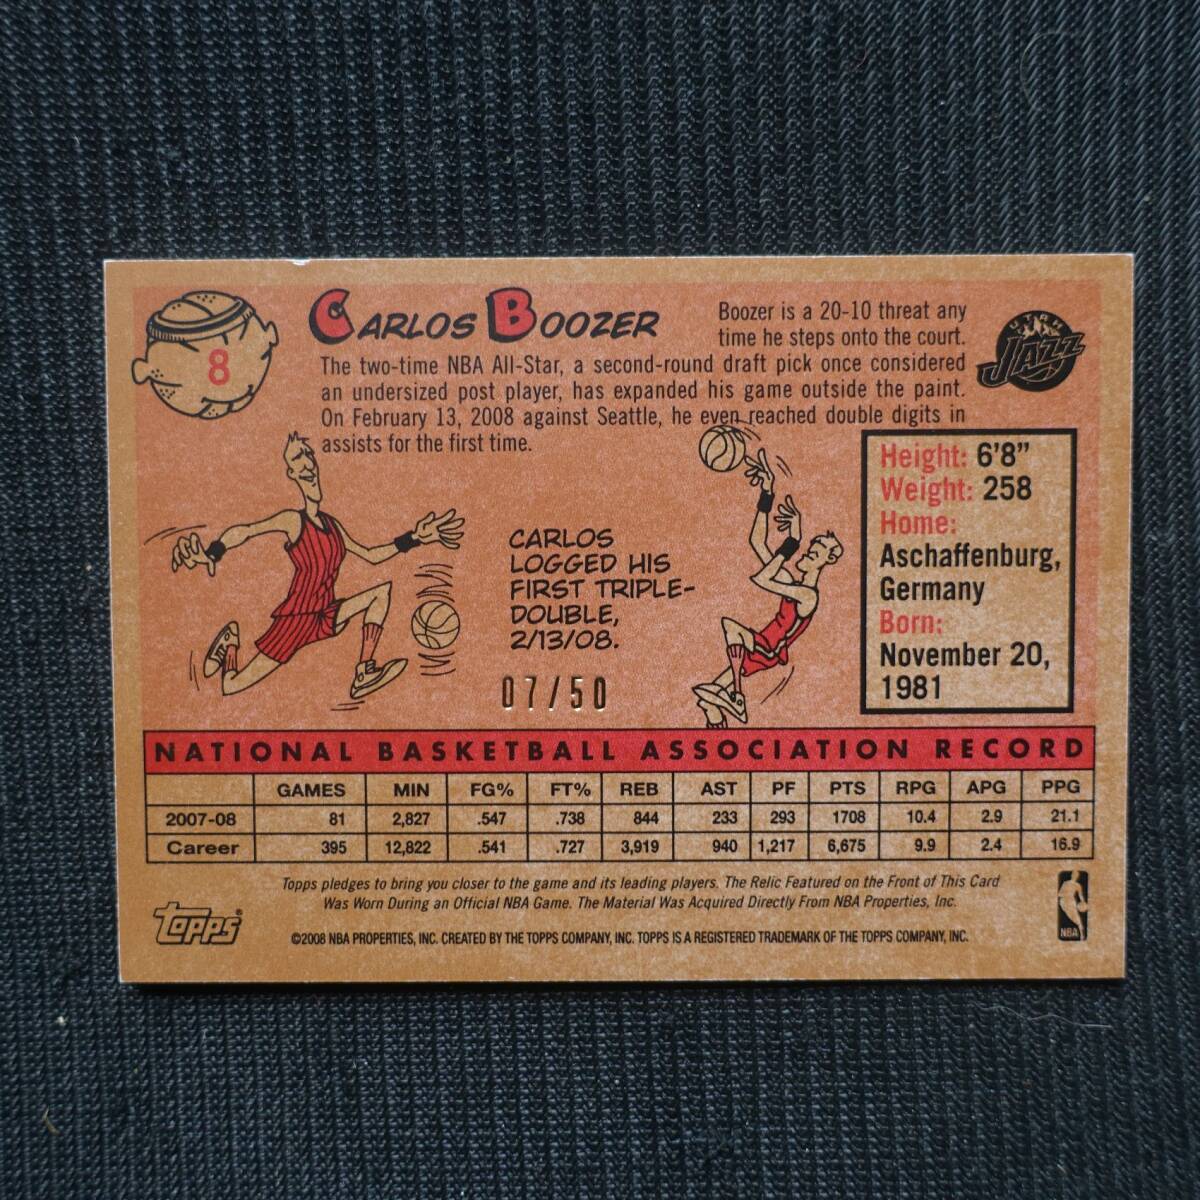 8
CARLOS BOOZER
Boozer is a 20-10 threat any
time he steps onto the court.
The two-time NBA All-Star, a second-round draft pick once considered
an undersized post player, has expanded his game outside the paint.
On February 13, 2008 against Seattle, he even reached double digits in
assists for the first time.
UTAH
JAZZ
Height: 6'8"
Weight: 258
Home:
Aschaffenburg,
Germany
Born:
November 20,
1981
CARLOS
LOGGED HIS
FIRST TRIPLE-
DOUBLE,
2/13/08.
07/50
NATIONAL BASKETBALL ASSOCIATION RECORD
GAMES MIN FG% FT% REB AST PF PTS RPG APG PPG
2007-08 81 2,827 .547 .738 844 233 293 1708 10.4 2.9 21.1
Career 395 12,822 .541 .727 3,919 940 1,217 6,675 9.9 2.4 16.9
Topps pledges to bring you closer to the game and its leading players. The Relic Featured on the Front of This Card
Was Worn During an Official NBA Game. The Material Was Acquired Directly From NBA Properties, Inc.
Topps®
©2008 NBA PROPERTIES, INC. CREATED BY THE TOPPS COMPANY, INC. TOPPS IS A REGISTERED TRADEMARK OF THE TOPPS COMPANY, INC.
NBA